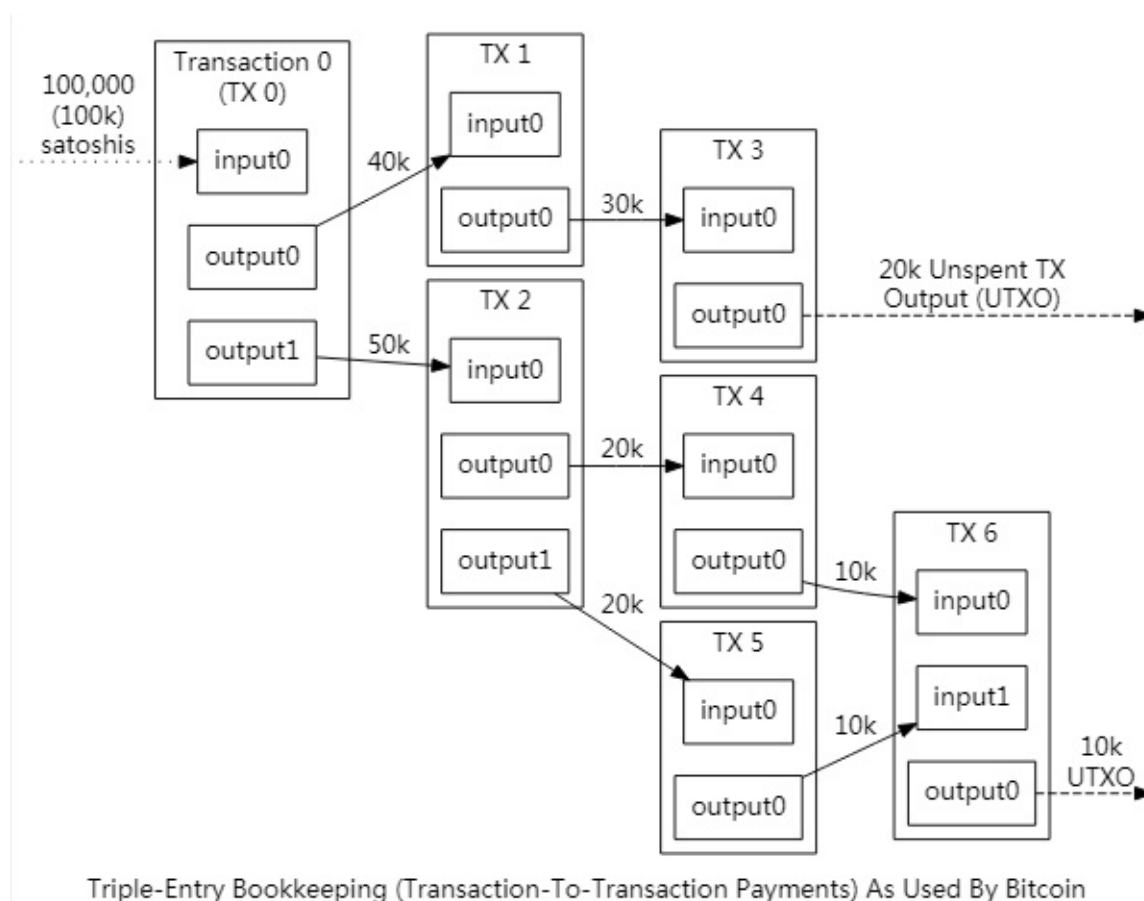 100,000
(100k)
satoshis
Transaction 0
(TX 0)
input0
output0
output1
40k
50k
TX 1
input0
output0
TX 2
input0
output0
output1
30k
20k
20k
TX 3
input0
output0
20k Unspent TX
Output (UTXO)
TX 4
input0
output0
TX 5
input0
output0
10k
10k
TX 6
input0
input1
output0
10k
UTXO
Triple-Entry Bookkeeping (Transaction-To-Transaction Payments) As Used By Bitcoin